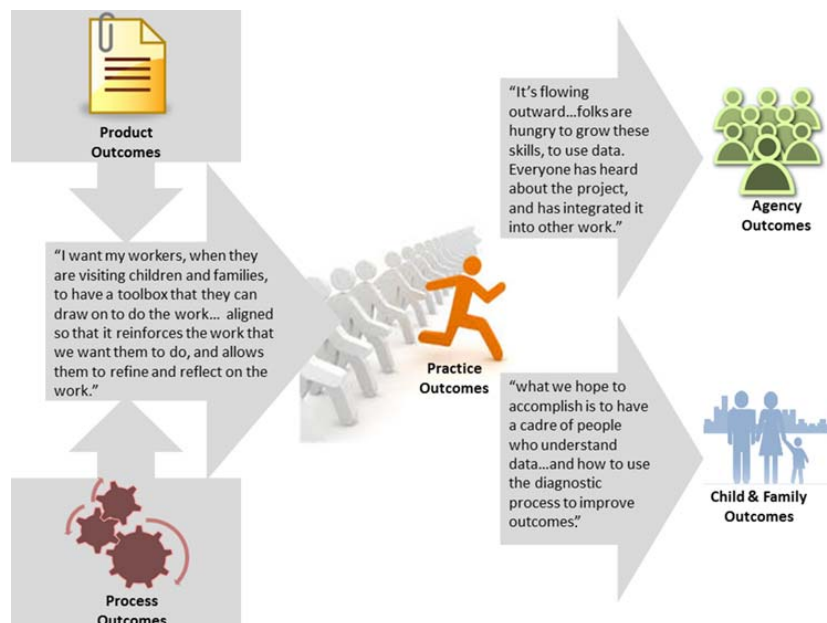 Product
Outcomes
“I want my workers, when they
are visiting children and families,
to have a toolbox that they can
draw on to do the work… aligned
so that it reinforces the work that
we want them to do, and allows
them to refine and reflect on the
work.”
Process
Outcomes
Practice
Outcomes
“It’s flowing
outward…folks are
hungry to grow these
skills, to use data.
Everyone has heard
about the project,
and has integrated it
into other work.”
Agency
Outcomes
“what we hope to
accomplish is to have
a cadre of people
who understand
data…and how to use
the diagnostic
process to improve
outcomes.”
Child & Family
Outcomes